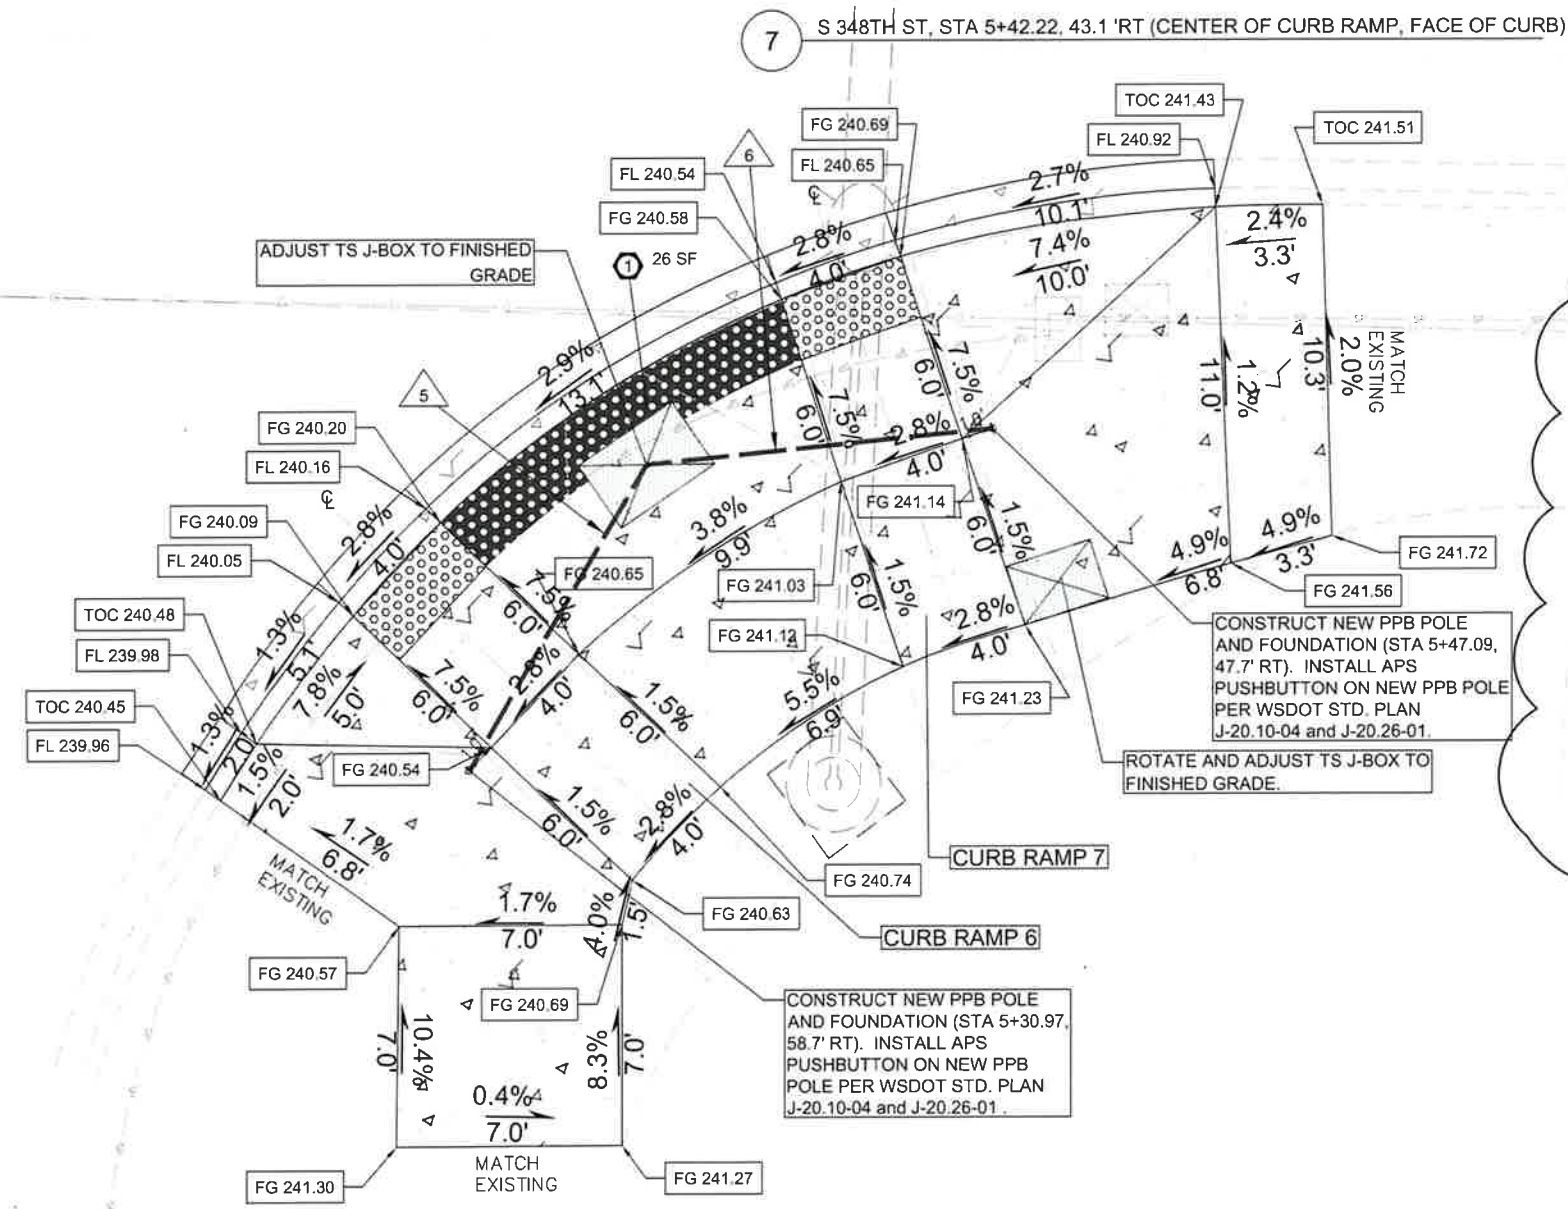 7
S 348TH ST, STA 5+42.22, 43.1 'RT (CENTER OF CURB RAMP, FACE OF CURB)
TOC 241.43
FG 240.69
TOC 241.51
FL 240.92
6
FL 240.65
FL 240.54
2.7%
10.1'
℄
FG 240.58
2.8%
4.0'
7.4%
10.0'
2.4%
3.3'
ADJUST TS J-BOX TO FINISHED
GRADE
1
26 SF
2.9%
13.1'
MATCH
EXISTING
2.0%
10.3'
1.2%
11.0'
7.5%
6.0'
7.5%
6.0'
2.8%
4.0'
5
FG 240.20
FL 240.16
℄
FG 240.09
2.8%
4.0'
FL 240.05
3.8%
9.9'
FG 241.14
1.5%
6.0'
4.9%
3.3'
4.9%
6.8'
FG 241.72
FG 240.65
7.5%
6.0'
FG 241.03
1.5%
6.0'
FG 241.56
TOC 240.48
1.3%
5.1'
7.8%
5.0'
FL 239.98
FG 241.12
2.8%
4.0'
CONSTRUCT NEW PPB POLE
AND FOUNDATION (STA 5+47.09,
47.7' RT). INSTALL APS
PUSHBUTTON ON NEW PPB POLE
PER WSDOT STD. PLAN
J-20.10-04 and J-20.26-01.
7.5%
6.0'
2.8%
4.0'
1.5%
6.0'
5.5%
6.9'
FG 241.23
TOC 240.45
FL 239.96
1.3%
2.0'
1.5%
2.0'
FG 240.54
ROTATE AND ADJUST TS J-BOX TO
FINISHED GRADE.
1.5%
6.0'
2.8%
4.0'
1.7%
6.8'
MATCH
EXISTING
CURB RAMP 7
FG 240.74
1.7%
7.0'
4.0%
1.5'
FG 240.63
CURB RAMP 6
FG 240.57
FG 240.69
CONSTRUCT NEW PPB POLE
AND FOUNDATION (STA 5+30.97,
58.7' RT). INSTALL APS
PUSHBUTTON ON NEW PPB
POLE PER WSDOT STD. PLAN
J-20.10-04 and J-20.26-01 .
10.4%
7.0'
8.3%
7.0'
0.4%
7.0'
MATCH
EXISTING
FG 241.30
FG 241.27